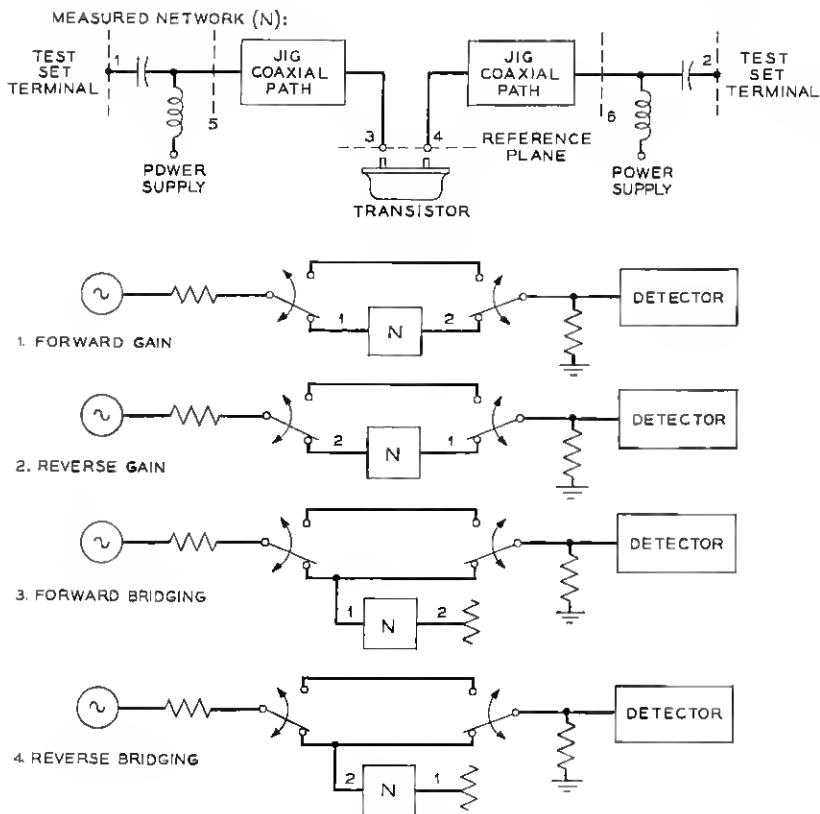 MEASURED NETWORK (N):
TEST SET TERMINAL
1
JIG COAXIAL PATH
JIG COAXIAL PATH
2
TEST SET TERMINAL
5
3
4
6
REFERENCE PLANE
POWER SUPPLY
TRANSISTOR
POWER SUPPLY
DETECTOR
1
N
2
1. FORWARD GAIN
DETECTOR
2
N
1
2. REVERSE GAIN
DETECTOR
3. FORWARD BRIDGING
1
N
2
DETECTOR
4. REVERSE BRIDGING
2
N
1